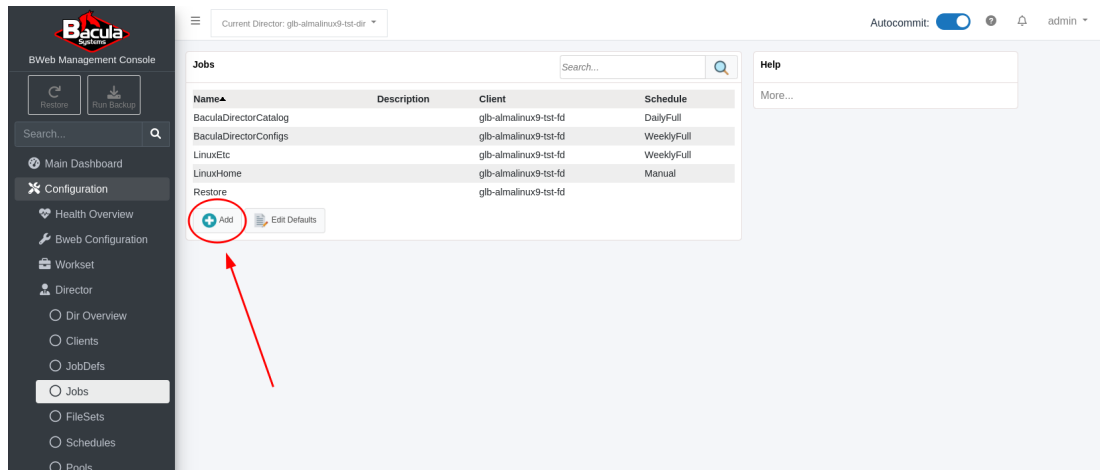 Bacula
Systems
BWeb Management Console
Restore
Run Backup
Search...
Main Dashboard
Configuration
Health Overview
Bweb Configuration
Workset
Director
Dir Overview
Clients
JobDefs
Jobs
FileSets
Schedules
Pools
Current Director: glb-almalinux9-tst-dir
Autocommit:
admin
Jobs
Search...
Name Description Client Schedule
BaculaDirectorCatalog glb-almalinux9-tst-fd DailyFull
BaculaDirectorConfigs glb-almalinux9-tst-fd WeeklyFull
LinuxEtc glb-almalinux9-tst-fd WeeklyFull
LinuxHome glb-almalinux9-tst-fd Manual
Restore glb-almalinux9-tst-fd
Add Edit Defaults
Help
More...